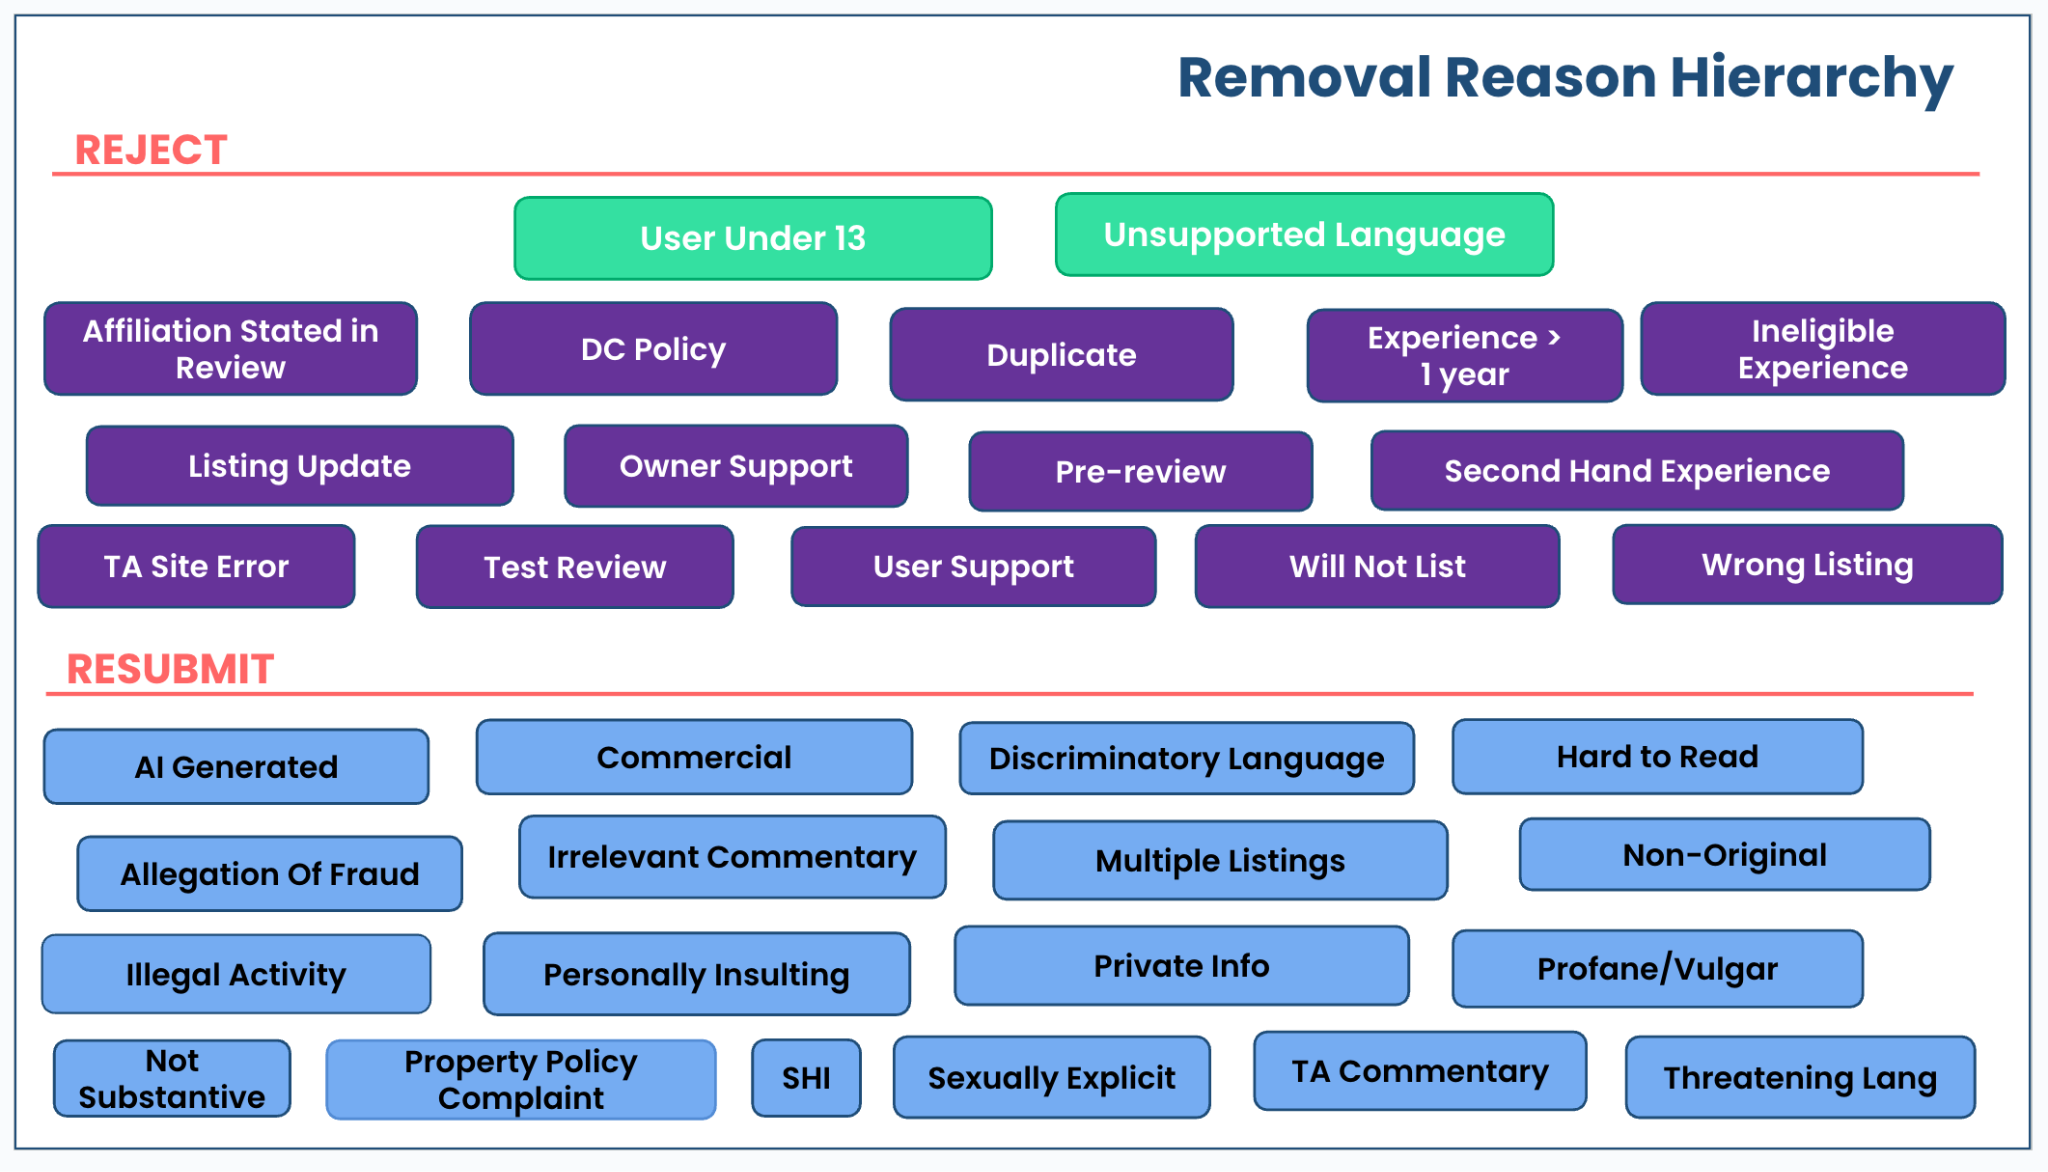 Removal Reason Hierarchy
REJECT
User Under 13
Unsupported Language
Affiliation Stated in
Review
DC Policy
Duplicate
Experience >
1 year
Ineligible
Experience
Listing Update
Owner Support
Pre-review
Second Hand Experience
TA Site Error
Test Review
User Support
Will Not List
Wrong Listing
RESUBMIT
AI Generated
Commercial
Discriminatory Language
Hard to Read
Allegation Of Fraud
Irrelevant Commentary
Multiple Listings
Non-Original
Illegal Activity
Personally Insulting
Private Info
Profane/Vulgar
Not
Substantive
Property Policy
Complaint
SHI
Sexually Explicit
TA Commentary
Threatening Lang